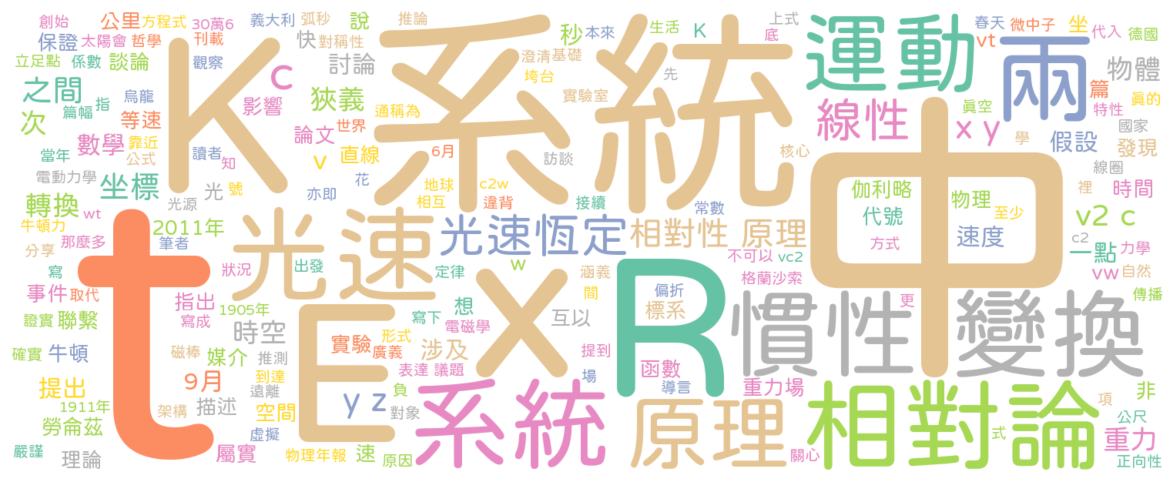 創始 公里 方程式 30萬6 義大利 弧秒 說 推論
保證 太陽會 哲學 刊載 快 對稱性 秒 本來 生活 K 上式 春天 微中子 坐 代入 德國
立足點 係數 談論 觀察 討論 澄清 基礎 底 vt
K 系統 運動 兩 物體
之間 烏龍 c 狹義 垮台 先 篇 眞的
篇幅 指 影響 通稱為 實驗室 線性 x y 眞空 特性
次 等速 論文 世界 國家
數學 靠近 v 直線 6月 核心 假設 發現
當年 公式 讀者 知 訪談 學
電動力學 坐標 光 號 花 地球 c2w 線圈 裡 時間
轉換 光源 亦即 相互 違背 接續 常數 伽利略 物理
牛頓力 wt 2011年 光速 光速恆定 相對性 原理 中 代號 至少 v2 c
那麼多 筆者 速度 一點
分享 方式 c2 力學
寫 狀況 出發 w 定律 涵義 不可以 vc2 vw 自然
事件 取代 指出 1905年 想 間 偏折 格蘭沙索 更 傳播
證實 聯繫 寫成 時空 寫下 電磁學 互以 標系
t E x R 慣性 變換
確實 牛頓 磁棒 媒介 推測 實驗 形式 廣義 涉及 提到 函數
提出 9月 到達 遠離 表達 議題 場 導言 重力場 非
1911年 架構 描述 空間 y z 負 對象 項 公尺
勞侖茲 虛擬 系統 原理 相對論 式 重力
嚴謹 理論 屬實 物理年報 速 原因 關心 正向性